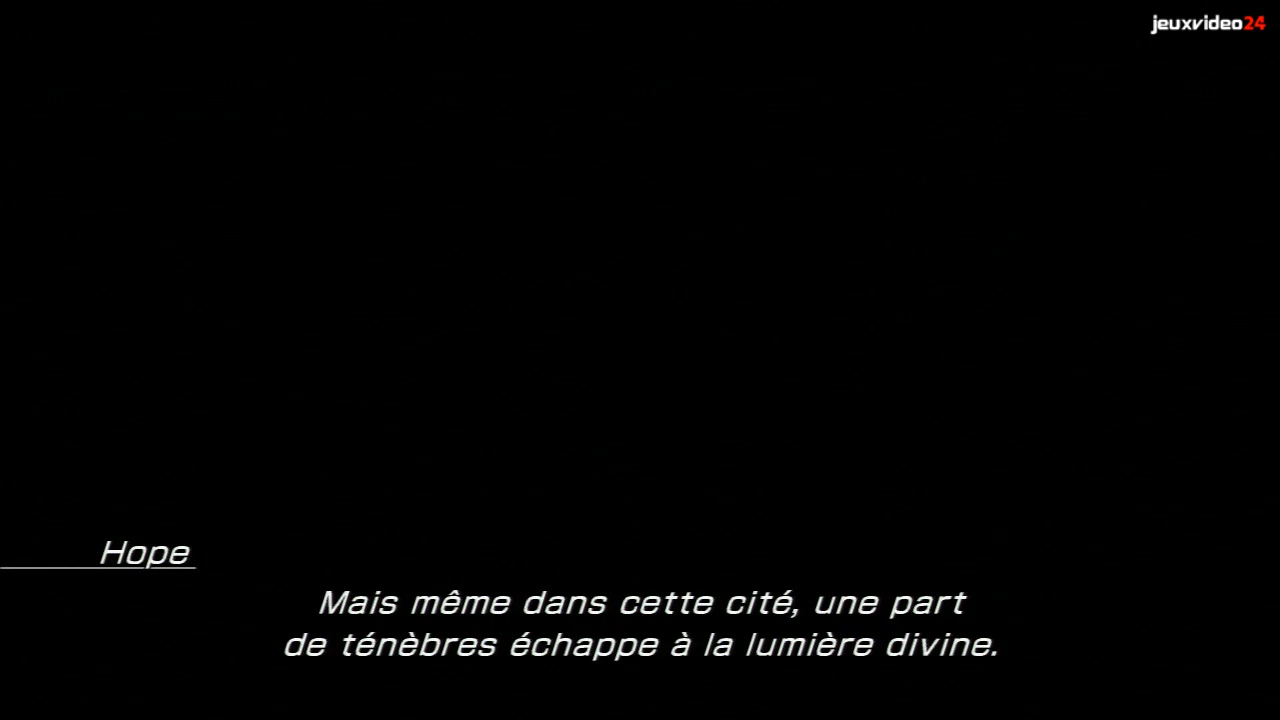 jeuxvideo24
Hope
Mais même dans cette cité, une part
de ténèbres échappe à la lumière divine.